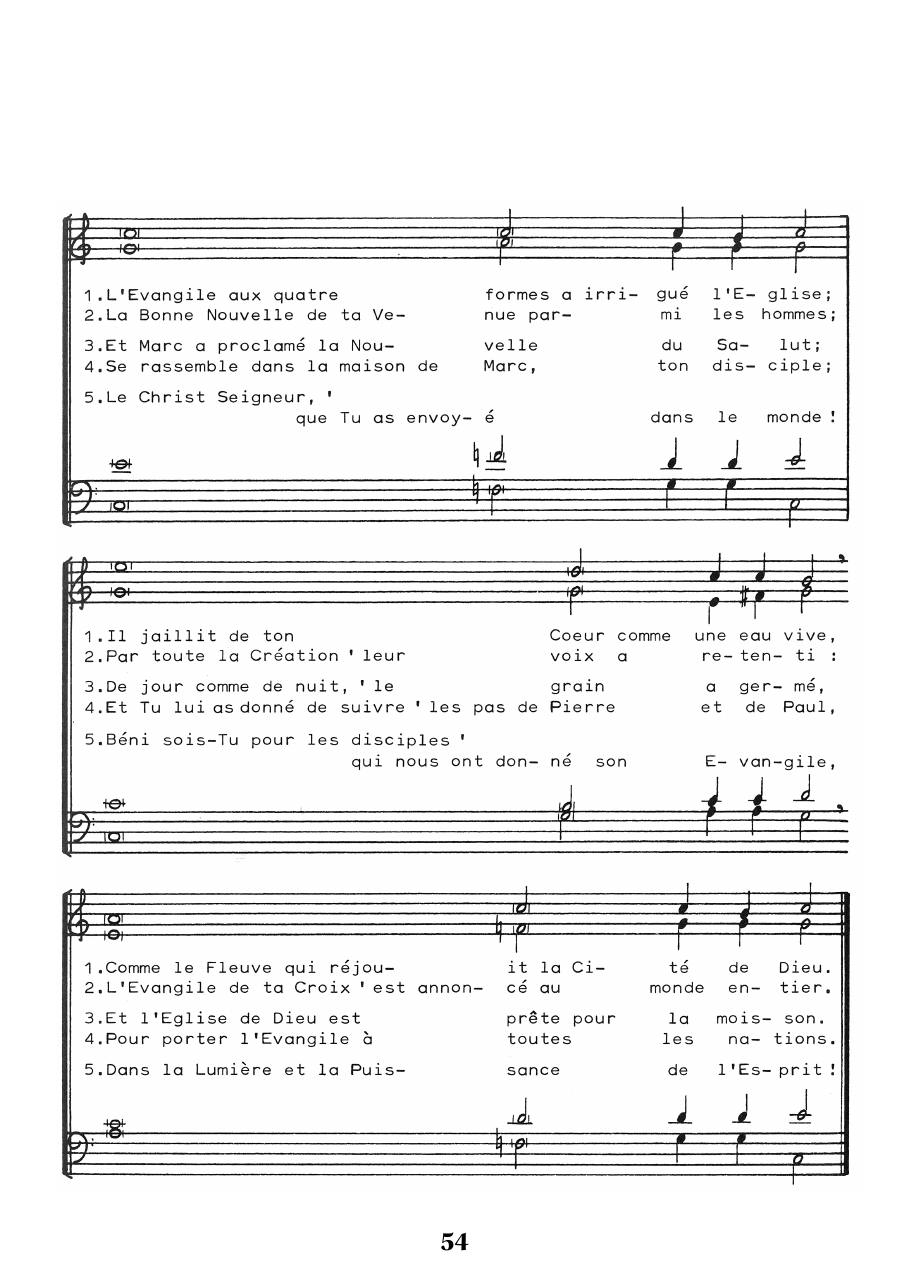 1.L'Evangile aux quatre formes a irri- gué l'E- glise;
2.La Bonne Nouvelle de ta Ve- nue par- mi les hommes;
3.Et Marc a proclamé la Nou- velle du Sa- lut;
4.Se rassemble dans la maison de Marc, ton dis- ciple;
5.Le Christ Seigneur, '
que Tu as envoy- é dans le monde!
1.Il jaillit de ton Coeur comme une eau vive,
2.Par toute la Création ' leur voix a re- ten- ti :
3.De jour comme de nuit, ' le grain a ger- mé,
4.Et Tu lui as donné de suivre ' les pas de Pierre et de Paul,
5.Béni sois-Tu pour les disciples '
qui nous ont don- né son E- van- gile,
1.Comme le Fleuve qui réjou- it la Ci- té de Dieu.
2.L'Evangile de ta Croix ' est annon- cé au monde en- tier.
3.Et l'Eglise de Dieu est prête pour la mois- son.
4.Pour porter l'Evangile à toutes les na- tions.
5.Dans la Lumière et la Puis- sance de l'Es- prit!
54